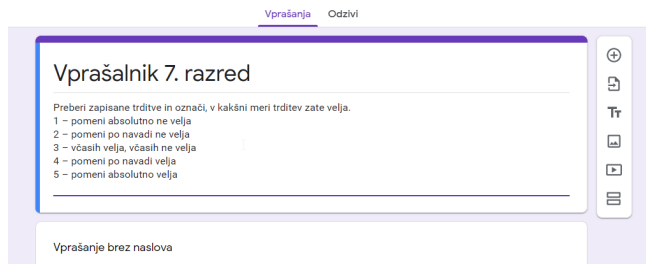 Vprašanja Odzivi
Vprašalnik 7. razred
Preberi zapisane trditve in označi, v kakšni meri trditev zate velja.
1 – pomeni absolutno ne velja
2 – pomeni po navadi ne velja
3 – včasih velja, včasih ne velja
4 – pomeni po navadi velja
5 – pomeni absolutno velja
Vprašanje brez naslova